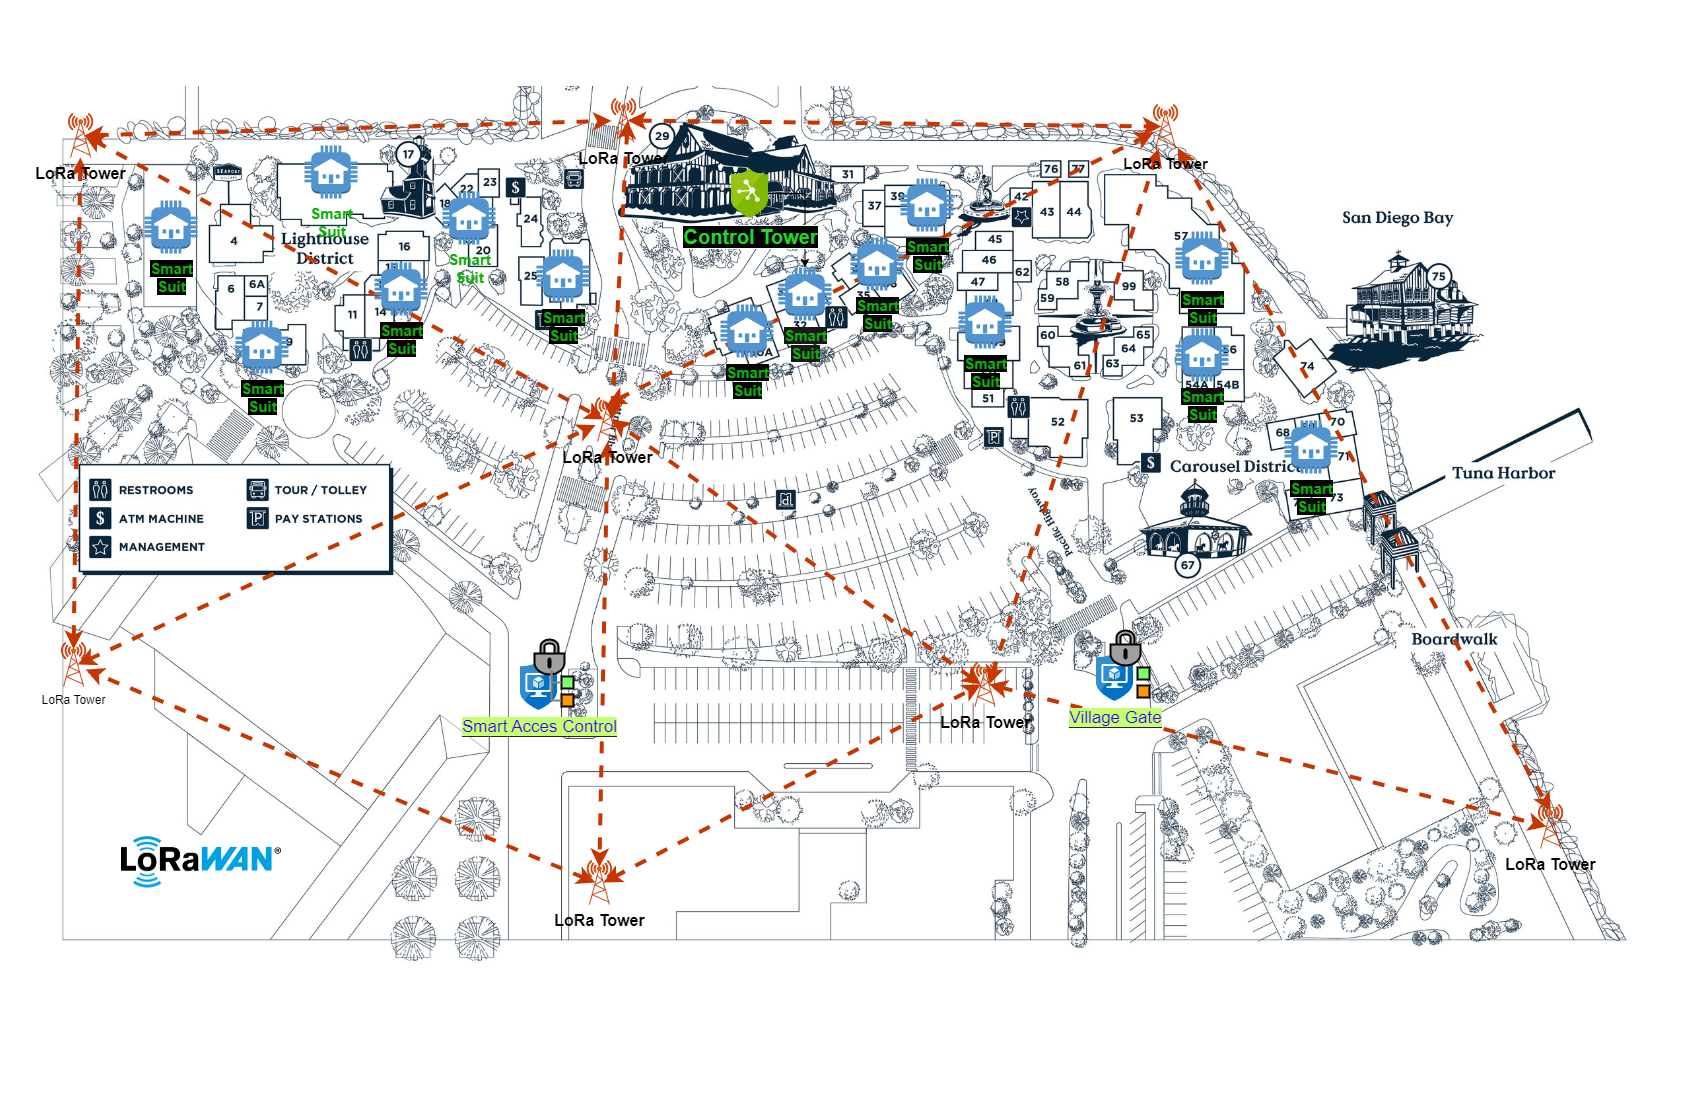 LoRa Tower
LoRa Tower
LoRa Tower
29
17
SEAPORT
Smart
Suit
Lighthouse
District
4
16
18
22
23
20
24
25
6
6A
7
9
11
14
Smart
Suit
Smart
Suit
Smart
Suit
Smart
Suit
Smart
Suit
Control Tower
31
37
39
42
43
44
76
77
45
46
47
62
51
52
53
57
58
59
99
60
61
63
64
65
32
35
56
54A
54B
Smart
Suit
Smart
Suit
Smart
Suit
Smart
Suit
Smart
Suit
Smart
Suit
Smart
Suit
San Diego Bay
75
74
68
70
71
73
Smart
Suit
Carousel District
67
Tuna Harbor
Pacific Highway
LoRa Tower
RESTROOMS
TOUR / TOLLEY
$ ATM MACHINE
PAY STATIONS
MANAGEMENT
$
$
P
Boardwalk
LoRa Tower
Smart Acces Control
LoRa Tower
Village Gate
LoRaWAN®
LoRa Tower
LoRa Tower